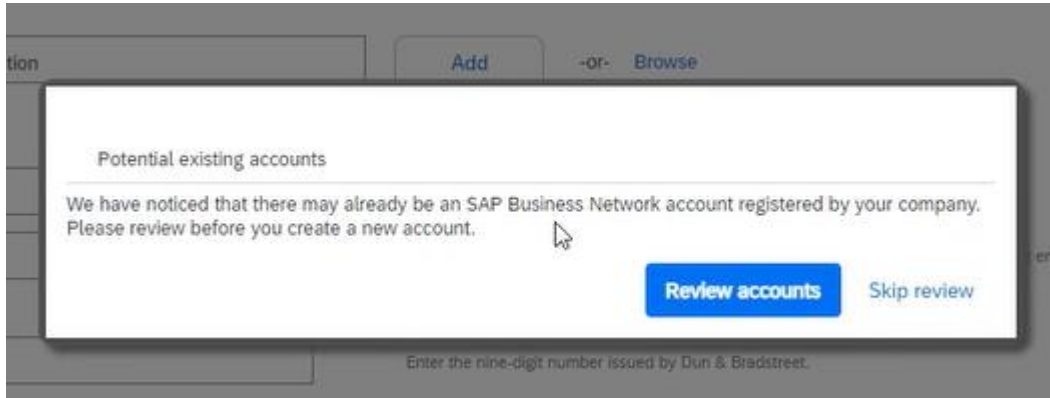 tion
Add -or- Browse
Potential existing accounts
We have noticed that there may already be an SAP Business Network account registered by your company.
Please review before you create a new account.
er
Review accounts Skip review
Enter the nine-digit number issued by Dun & Bradstreet.